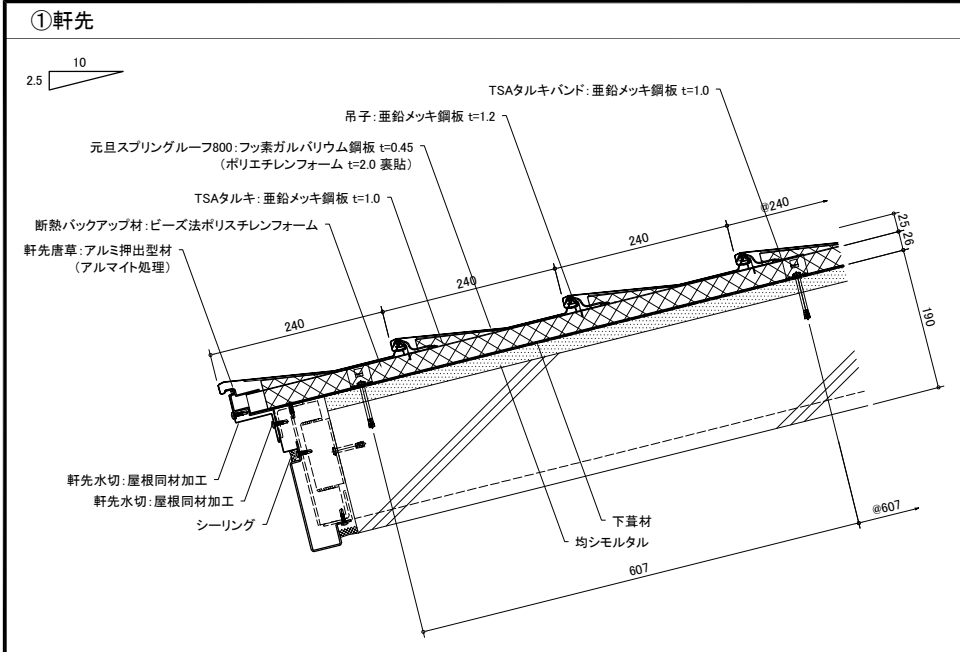 ①軒先
10
2.5
TSAタルキバンド:亜鉛メッキ鋼板 t=1.0
吊子:亜鉛メッキ鋼板 t=1.2
元旦スプリングルーフ800:フッ素ガルバリウム鋼板 t=0.45
(ポリエチレンフォーム t=2.0 裏貼)
TSAタルキ:亜鉛メッキ鋼板 t=1.0
断熱バックアップ材:ビーズ法ポリスチレンフォーム
軒先唐草:アルミ押出型材
(アルマイト処理)
@240
240
240
240
25
26
190
軒先水切:屋根同材加工
軒先水切:屋根同材加工
シーリング
下葺材
均シモルタル
@607
607